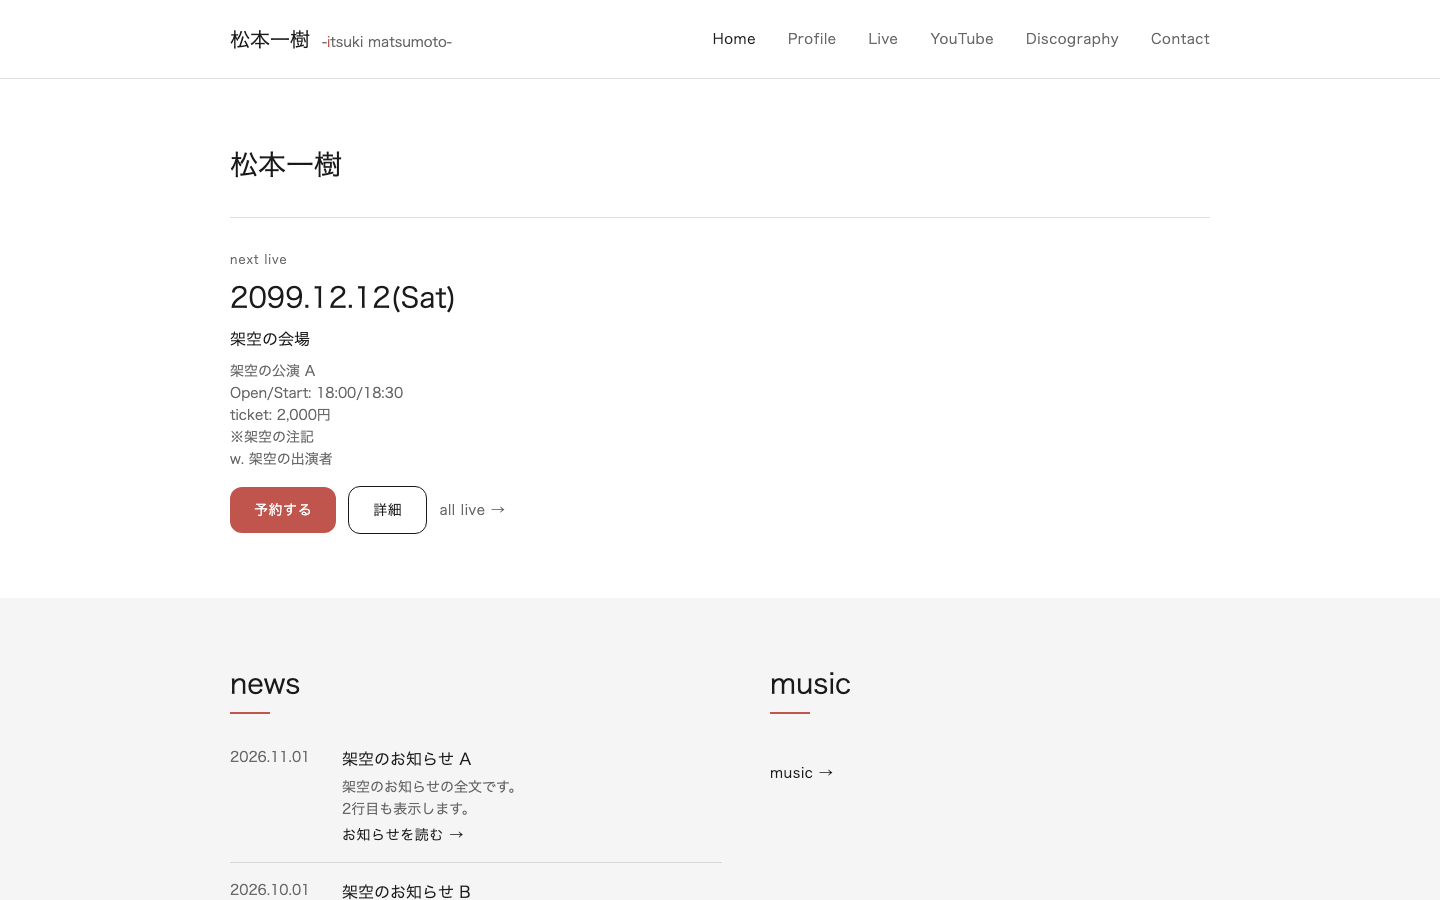 松本一樹 -itsuki matsumoto-
Home Profile Live YouTube Discography Contact
松本一樹
next live
2099.12.12(Sat)
架空の会場
架空の公演 A
Open/Start: 18:00/18:30
ticket: 2,000円
※架空の注記
w. 架空の出演者
予約する 詳細 all live →
news
2026.11.01 架空のお知らせ A
架空のお知らせの全文です。
2行目も表示します。
お知らせを読む →
2026.10.01 架空のお知らせ B
music
music →